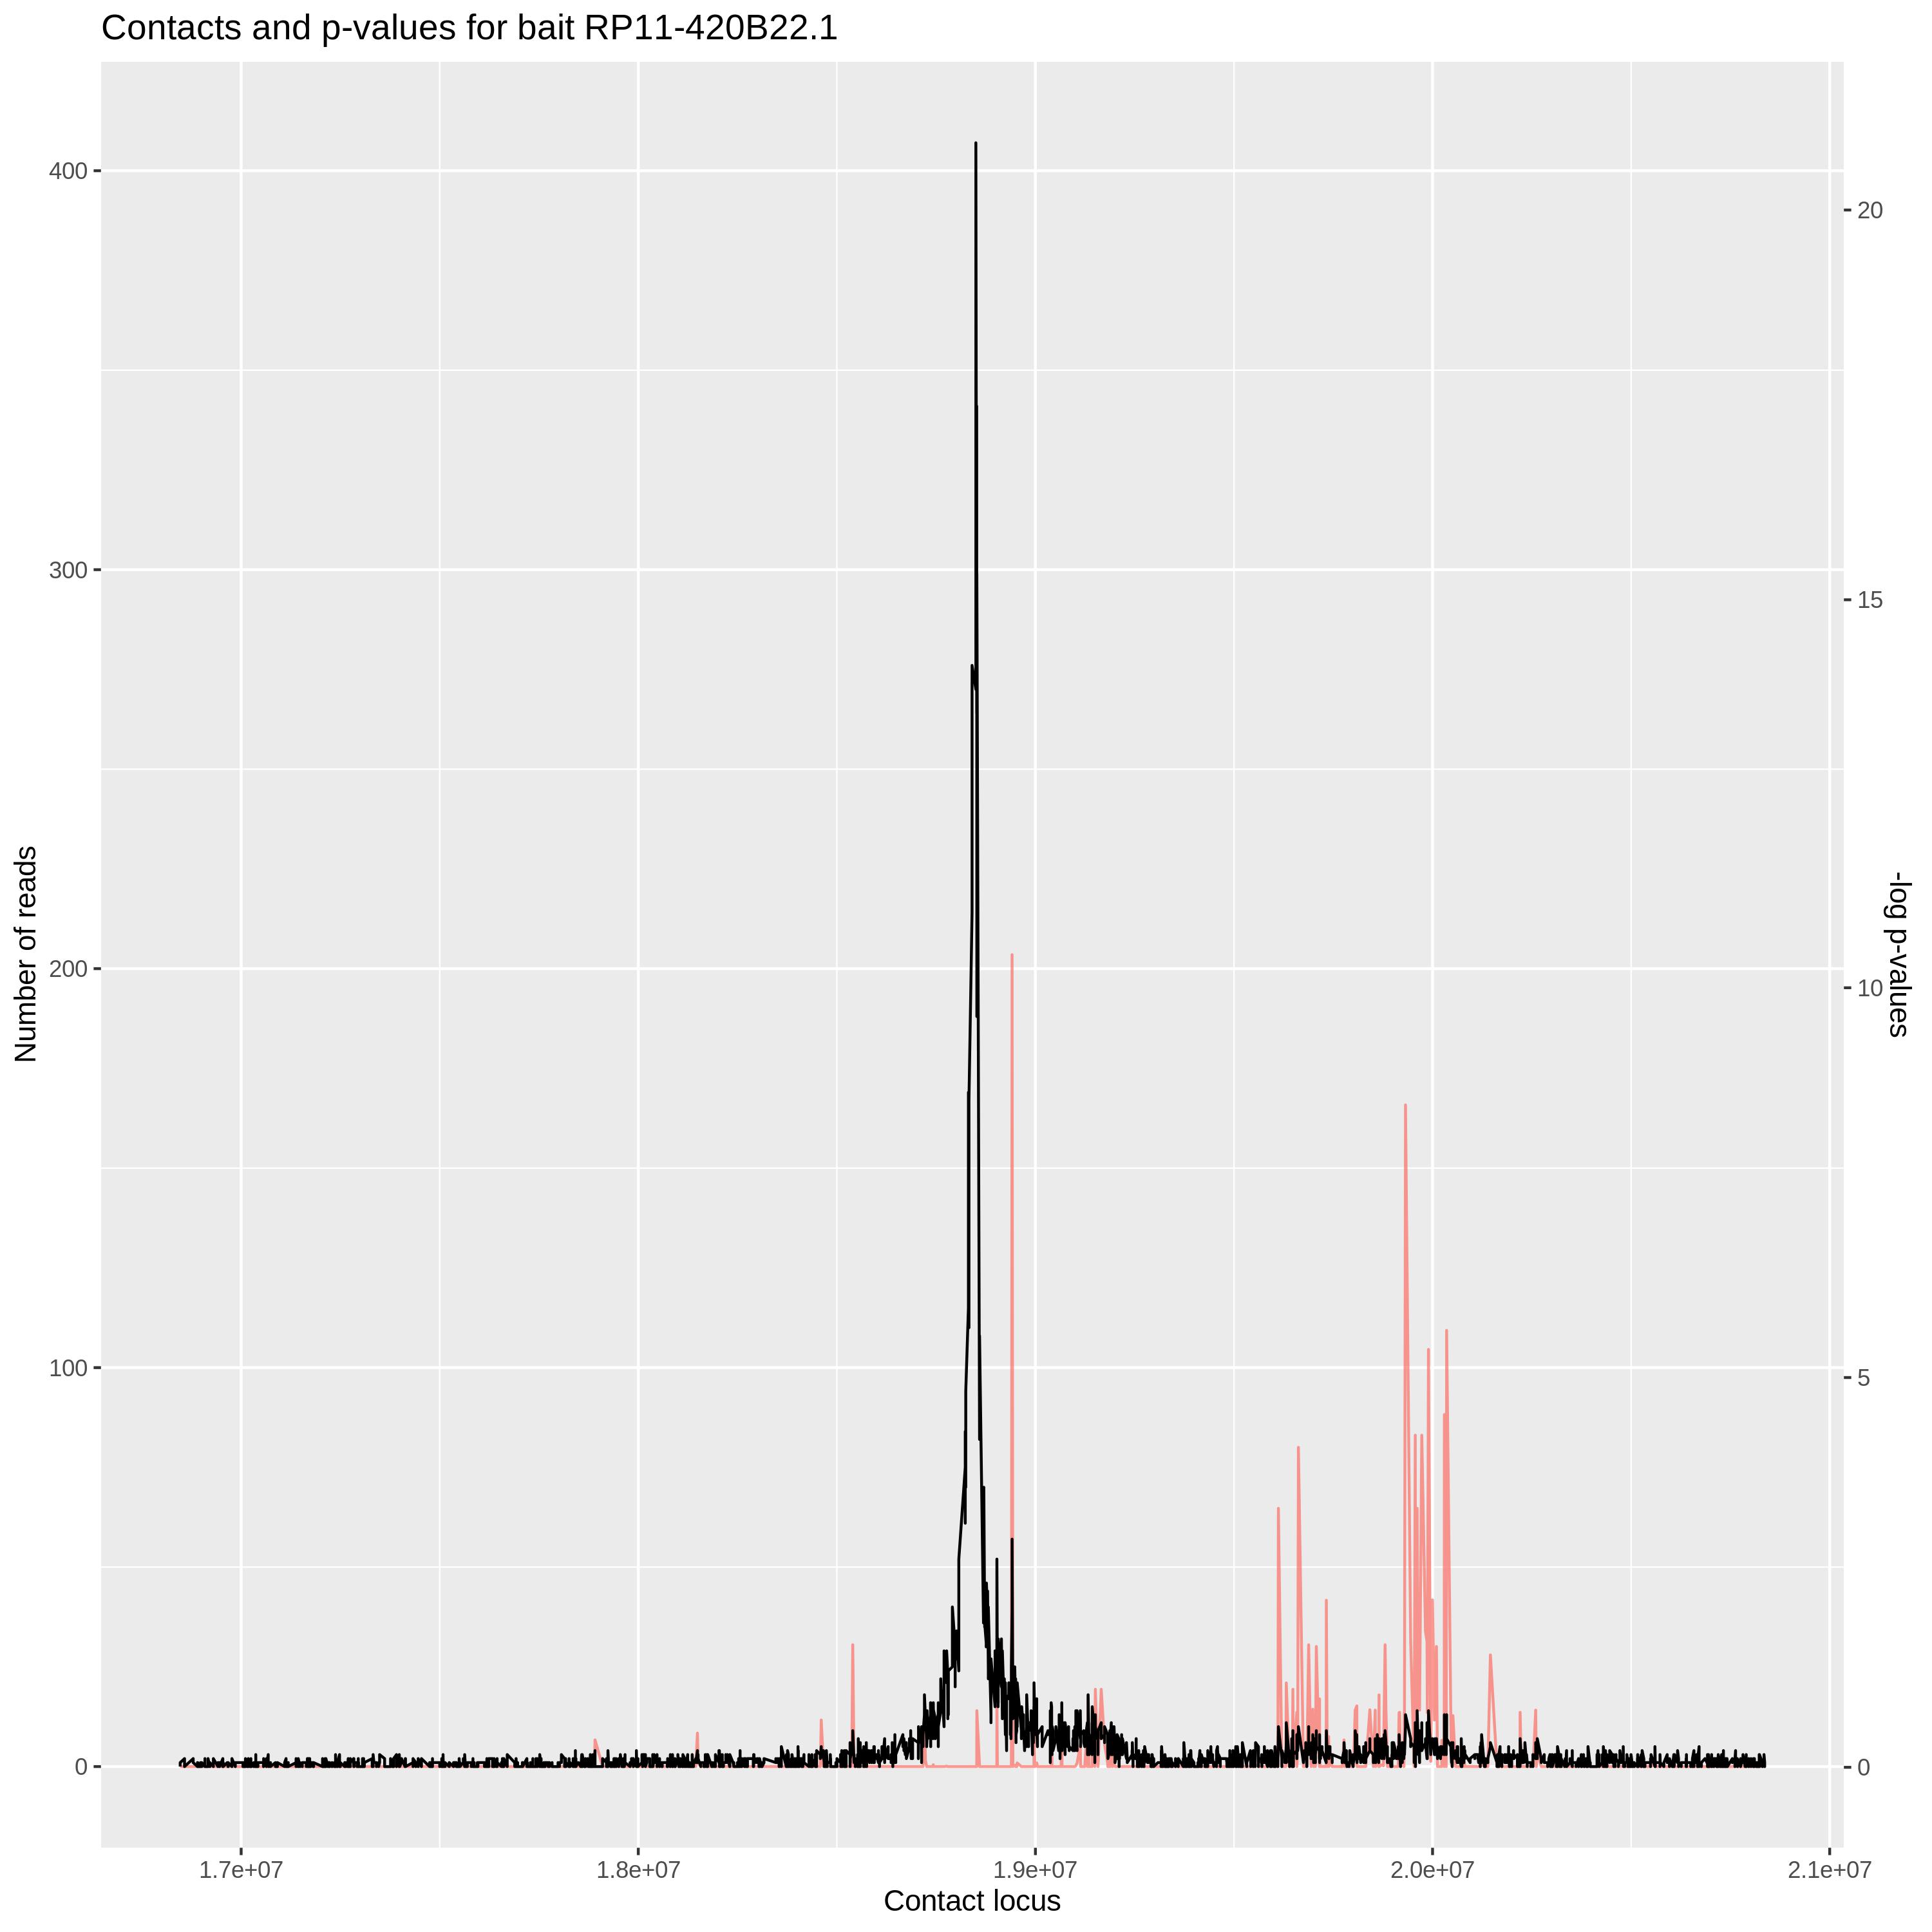 Contacts and p-values for bait RP11-420B22.1
400
300
200
100
0
Number of reads
20
15
10
5
0
-log p-values
1.7e+07 1.8e+07 1.9e+07 2.0e+07 2.1e+07
Contact locus